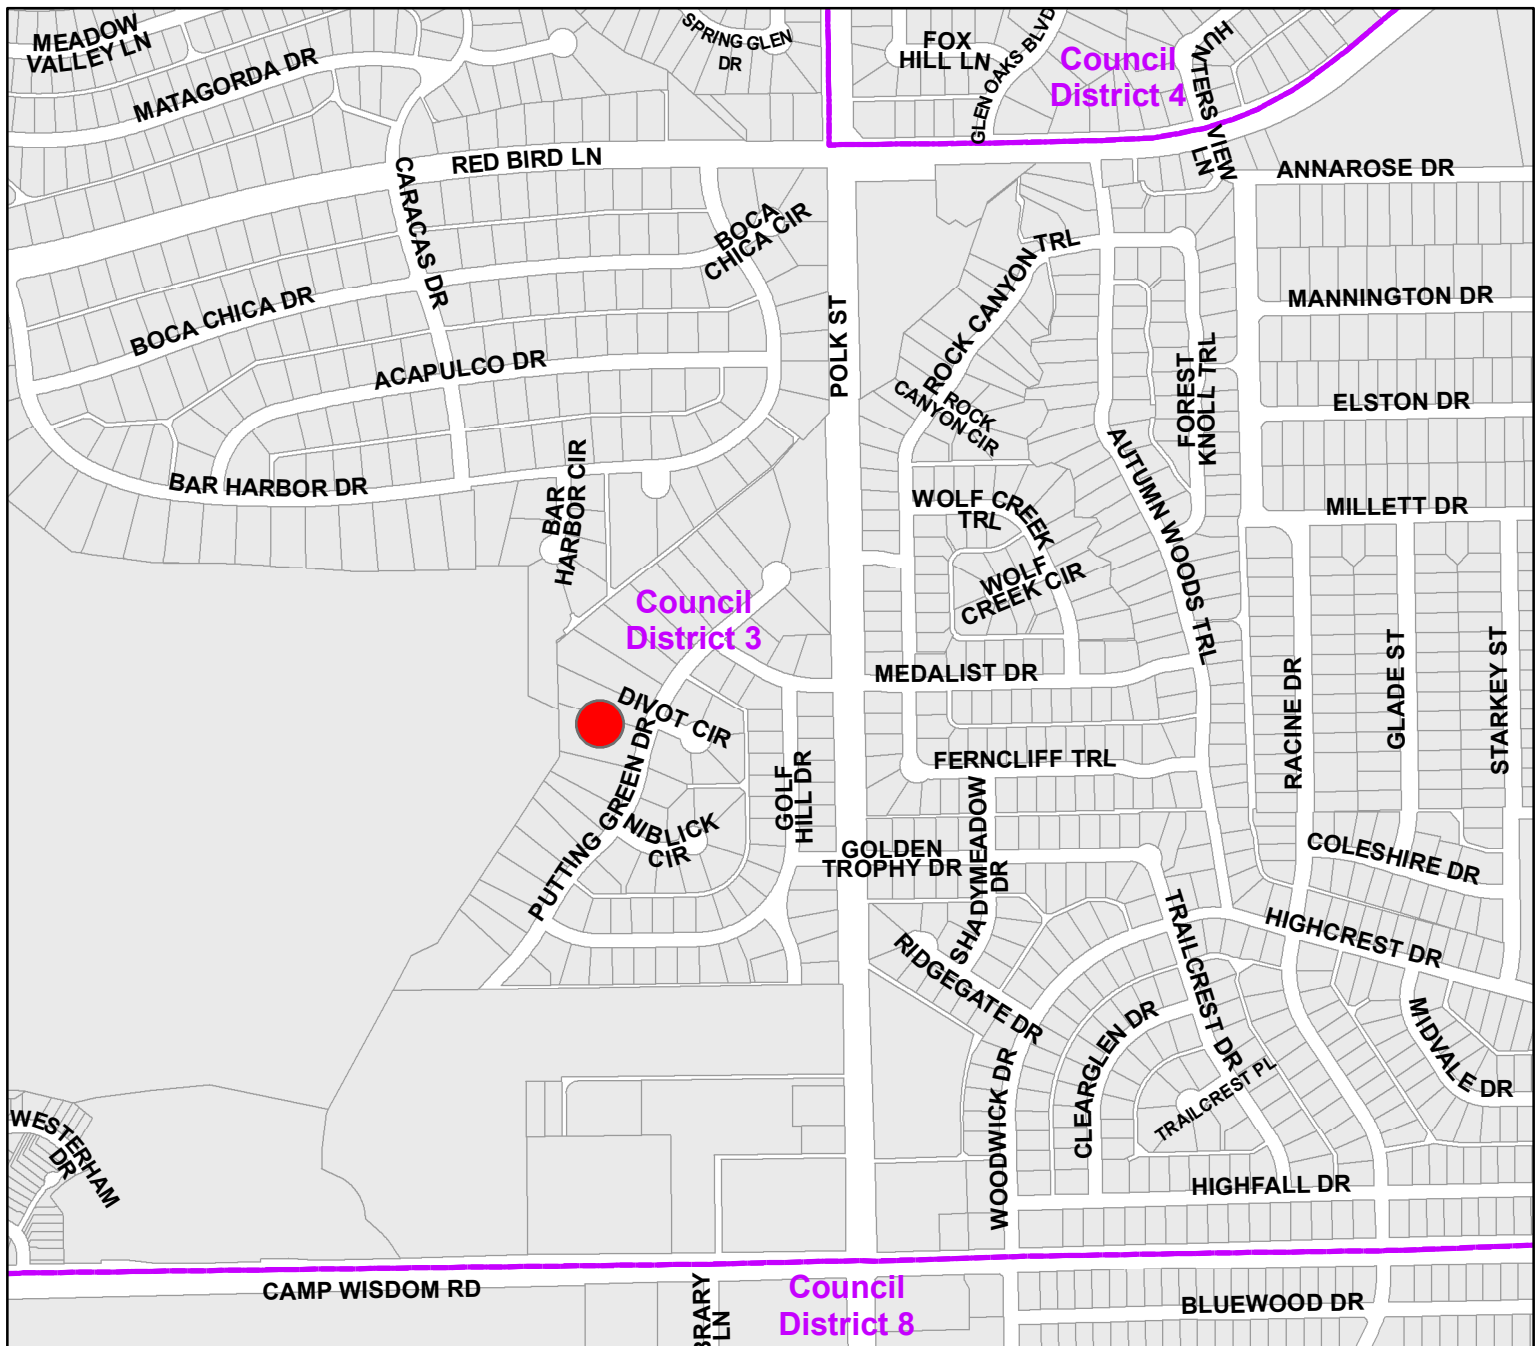 MEADOW
VALLEY LN
MATAGORDA DR
SPRING GLEN
DR
FOX
HILL LN
GLEN OAKS BLVD
Council
District 4
HUNTERS VIEW
LN
RED BIRD LN
ANNAROSE DR
CARACAS DR
BOCA
CHICA CIR
ROCK CANYON TRL
BOCA CHICA DR
MANNINGTON DR
POLK ST
ACAPULCO DR
ROCK
CANYON CIR
FOREST
KNOLL TRL
ELSTON DR
BAR HARBOR DR
BAR
HARBOR CIR
AUTUMN WOODS TRL
WOLF CREEK
TRL
MILLETT DR
WOLF
CREEK CIR
Council
District 3
MEDALIST DR
RACINE DR
GLADE ST
STARKEY ST
DIVOT CIR
PUTTING GREEN DR
GOLF
HILL DR
FERNCLIFF TRL
NIBLICK
CIR
GOLDEN
TROPHY DR
SHADYMEADOW
DR
COLESHIRE DR
TRAILCREST DR
HIGHCREST DR
RIDGEGATE DR
CLEARGLEN DR
MIDVALE DR
WOODWICK DR
TRAILCREST PL
WESTERHAM
DR
HIGHFALL DR
CAMP WISDOM RD
BRARY
LN
Council
District 8
BLUEWOOD DR